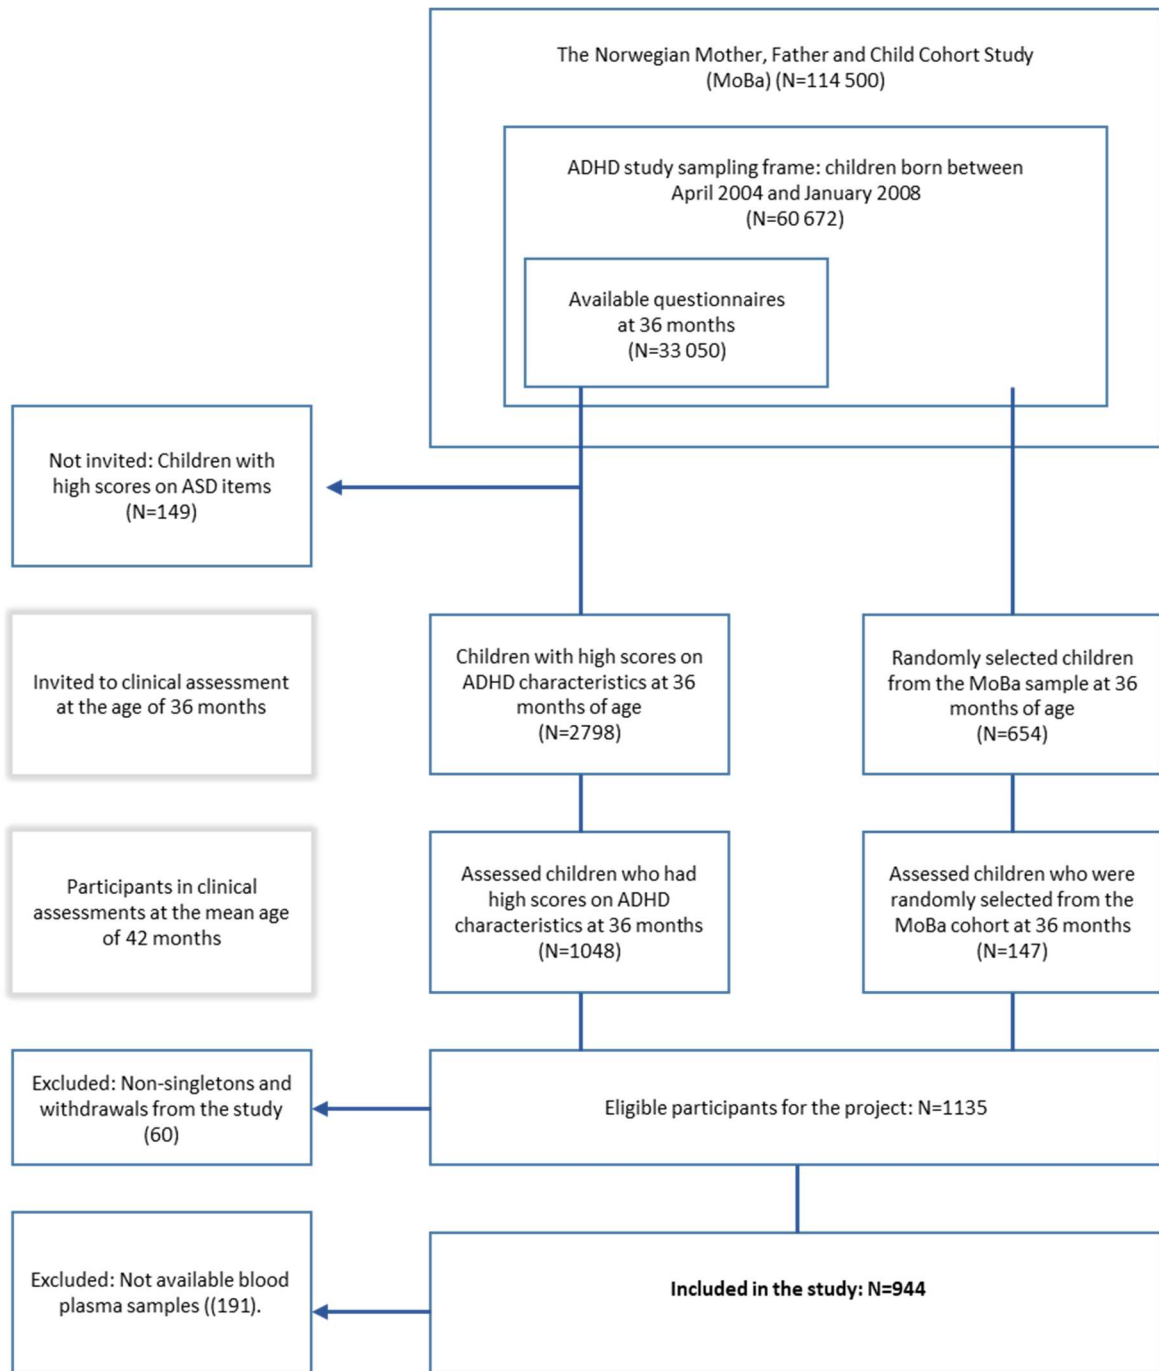 The Norwegian Mother, Father and Child Cohort Study
(MoBa) (N=114 500)
ADHD study sampling frame: children born between
April 2004 and January 2008
(N=60 672)
Available questionnaires
at 36 months
(N=33 050)
Not invited: Children with
high scores on ASD items
(N=149)
Invited to clinical assessment
at the age of 36 months
Children with high scores on
ADHD characteristics at 36
months of age
(N=2798)
Randomly selected children
from the MoBa sample at 36
months of age
(N=654)
Participants in clinical
assessments at the mean age
of 42 months
Assessed children who had
high scores on ADHD
characteristics at 36 months
(N=1048)
Assessed children who were
randomly selected from the
MoBa cohort at 36 months
(N=147)
Excluded: Non-singletons and
withdrawals from the study
(60)
Eligible participants for the project: N=1135
Excluded: Not available blood
plasma samples ((191).
Included in the study: N=944